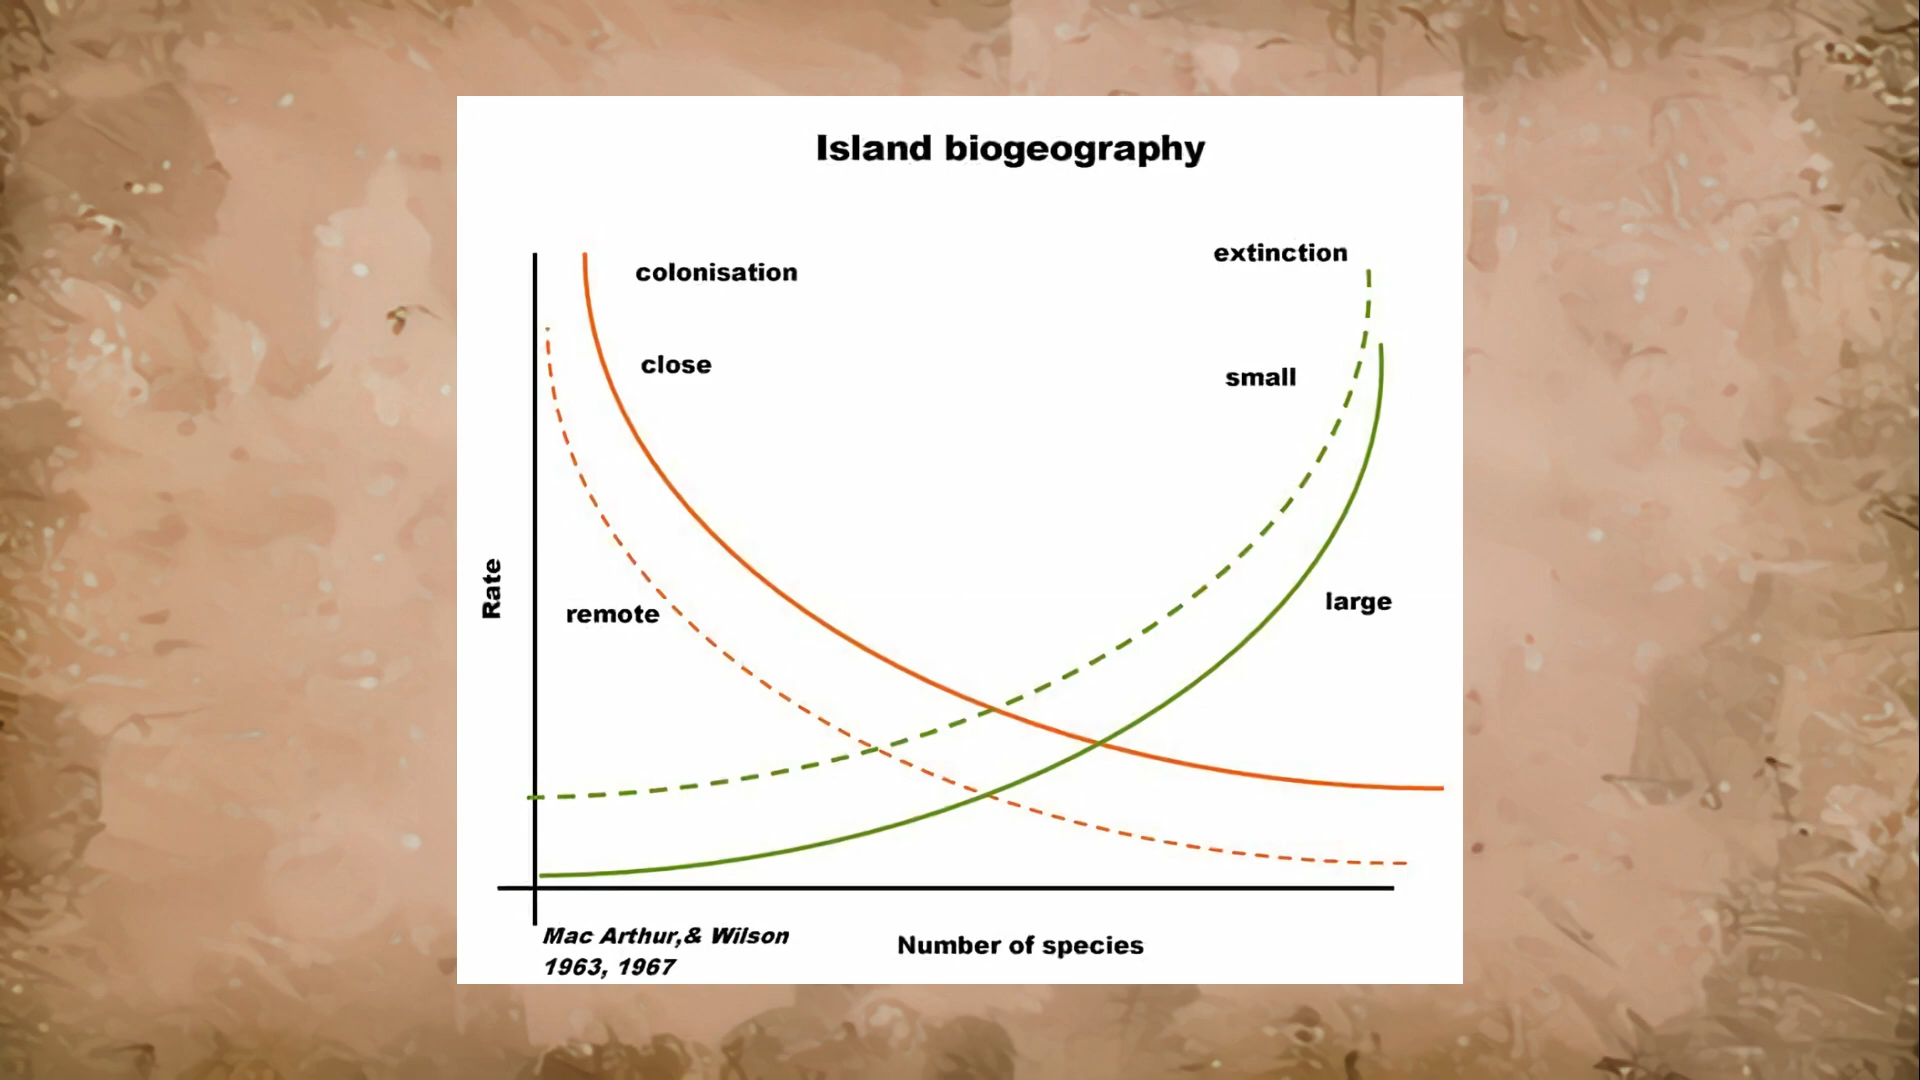 Island biogeography
colonisation
extinction
close
small
Rate
remote
large
Mac Arthur,& Wilson
1963, 1967
Number of species